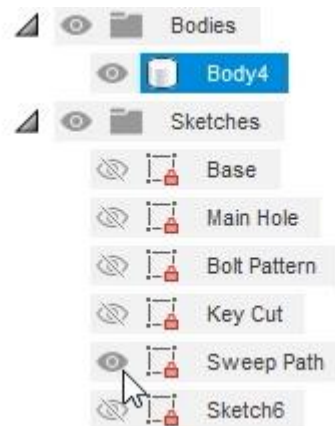 Bodies
Body4
Sketches
Base
Main Hole
Bolt Pattern
Key Cut
Sweep Path
Sketch6